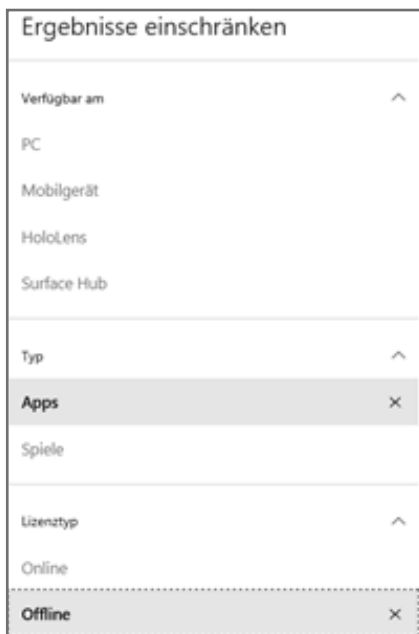 Ergebnisse einschränken
Verfügbar am
PC
Mobilgerät
HoloLens
Surface Hub
Typ
Apps
Spiele
Lizenztyp
Online
Offline